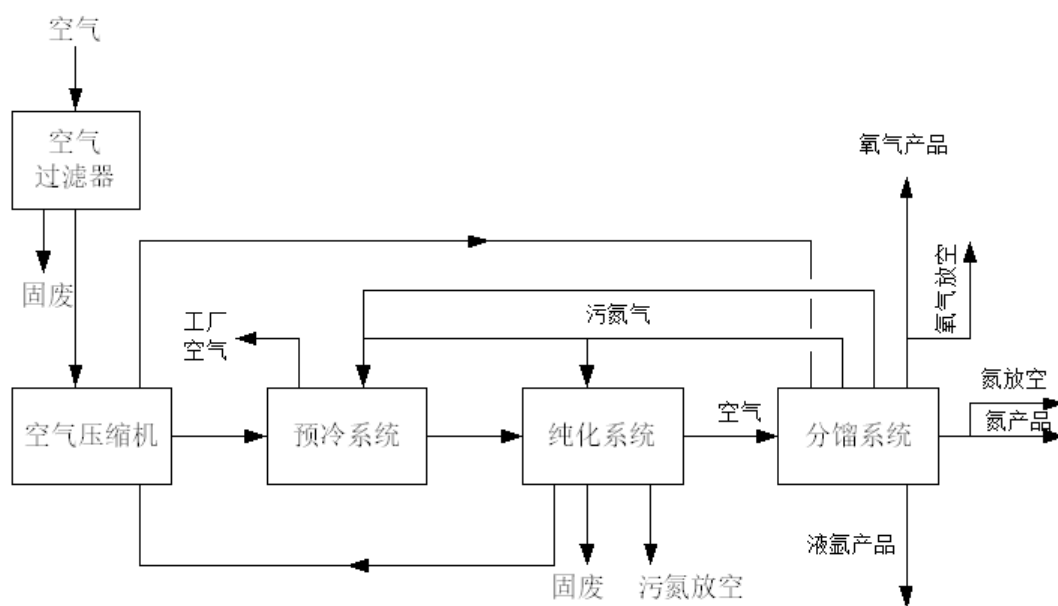 空气
空气
过滤器
固废
氧气产品
氧气放空
工厂
空气
污氮气
空气压缩机
预冷系统
纯化系统
空气
分馏系统
氮放空
氮产品
固废
污氮放空
液氩产品